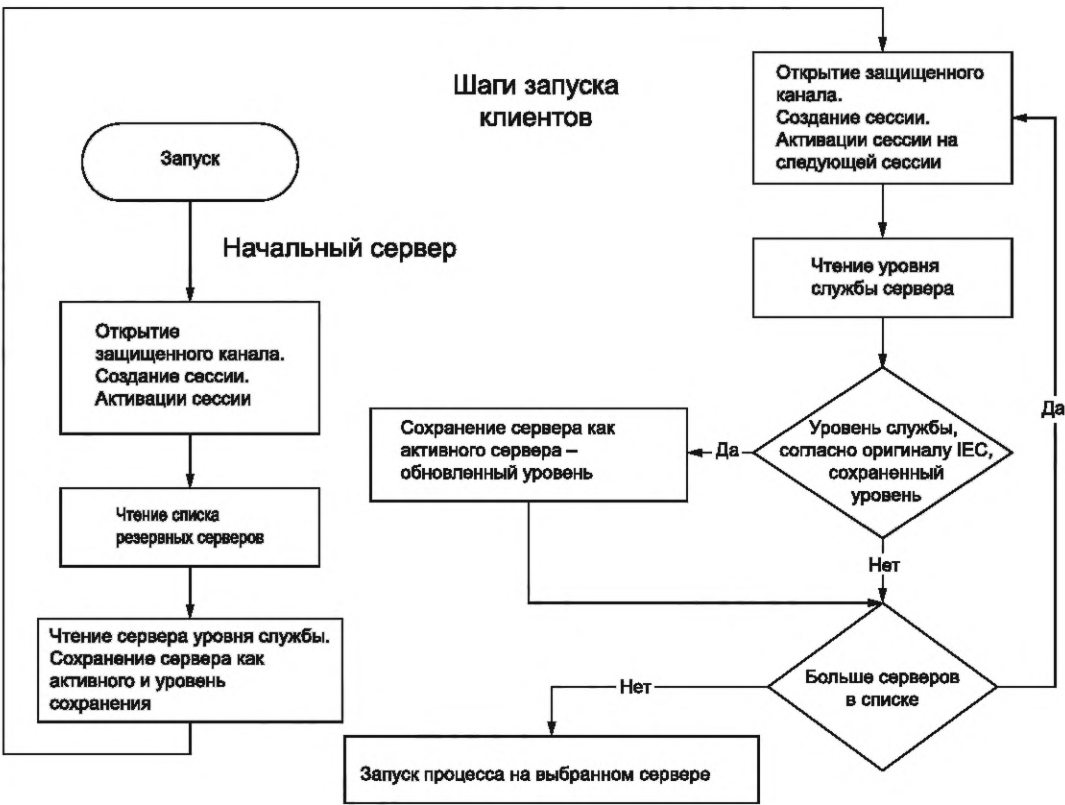 Шаги запуска
клиентов
Запуск
Начальный сервер
Открытие
защищенного канала.
Создание сессии.
Активации сессии
Чтение списка
резервных серверов
Чтение сервера уровня службы.
Сохранение сервера как
активного и уровень
сохранения
Открытие защищенного
канала.
Создание сессии.
Активации сессии на
следующей сессии
Чтение уровня
службы сервера
Уровень службы,
согласно оригиналу IEC,
сохраненный
уровень
Да
Сохранение сервера как
активного сервера –
обновленный уровень
Нет
Больше серверов
в списке
Да
Нет
Запуск процесса на выбранном сервере